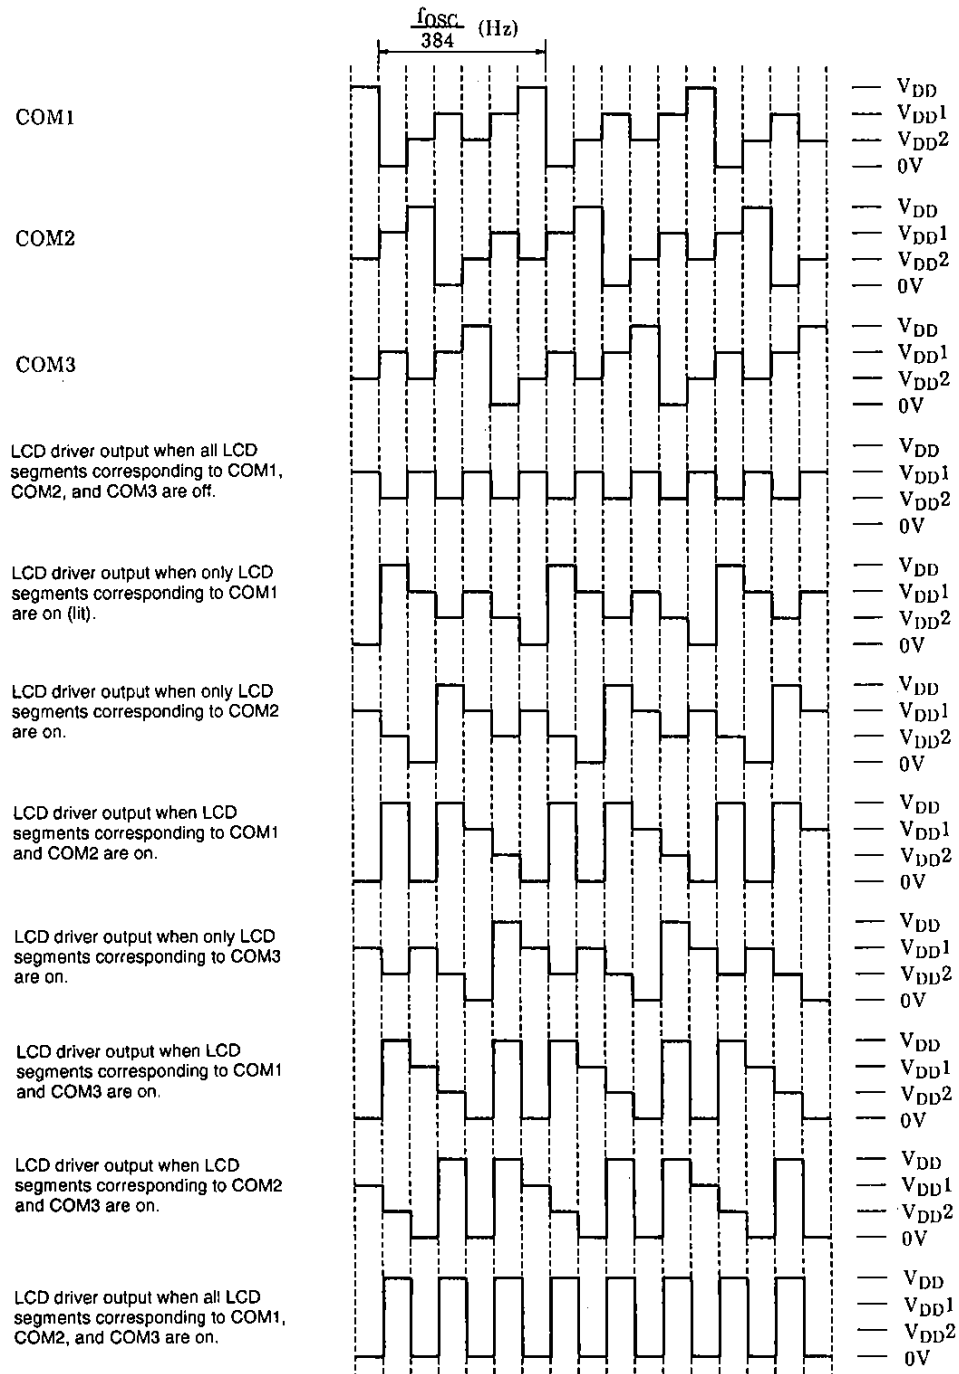 fOSC
384
(Hz)
COM1
VDD
VDD1
VDD2
0V
COM2
VDD
VDD1
VDD2
0V
COM3
VDD
VDD1
VDD2
0V
LCD driver output when all LCD
segments corresponding to COM1,
COM2, and COM3 are off.
VDD
VDD1
VDD2
0V
LCD driver output when only LCD
segments corresponding to COM1
are on (lit).
VDD
VDD1
VDD2
0V
LCD driver output when only LCD
segments corresponding to COM2
are on.
VDD
VDD1
VDD2
0V
LCD driver output when LCD
segments corresponding to COM1
and COM2 are on.
VDD
VDD1
VDD2
0V
LCD driver output when only LCD
segments corresponding to COM3
are on.
VDD
VDD1
VDD2
0V
LCD driver output when LCD
segments corresponding to COM1
and COM3 are on.
VDD
VDD1
VDD2
0V
LCD driver output when LCD
segments corresponding to COM2
and COM3 are on.
VDD
VDD1
VDD2
0V
LCD driver output when all LCD
segments corresponding to COM1,
COM2, and COM3 are on.
VDD
VDD1
VDD2
0V